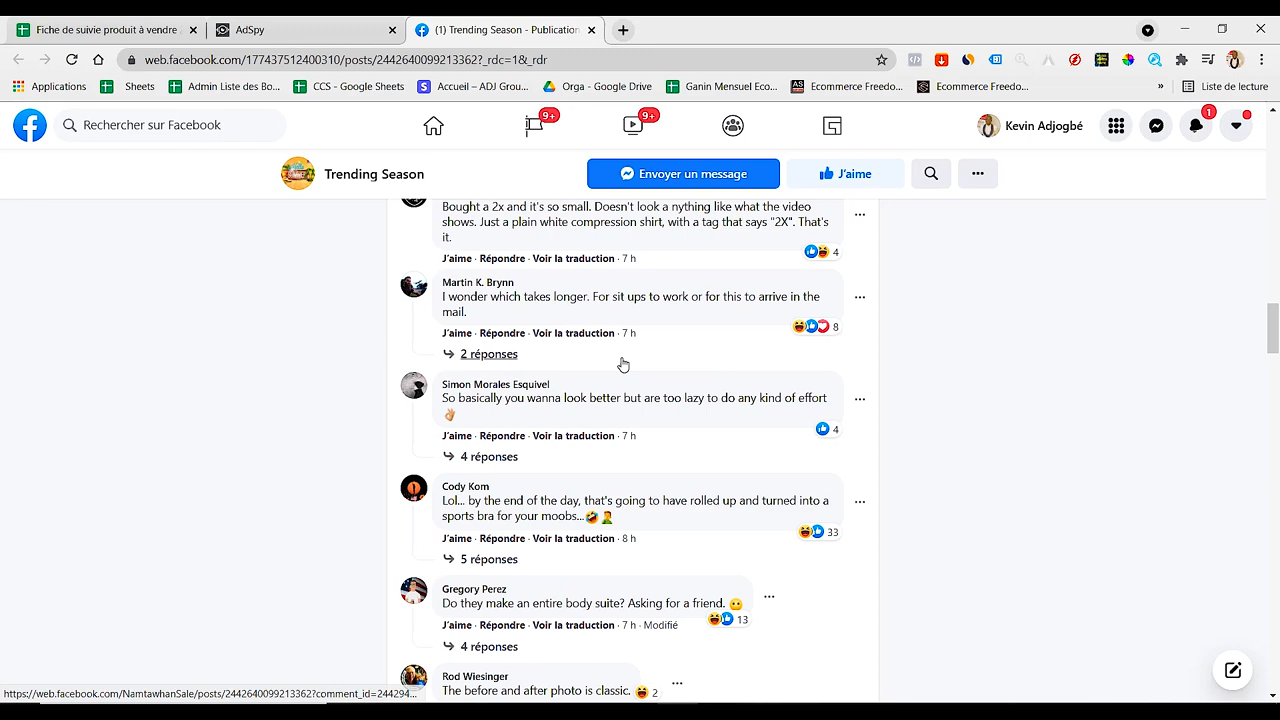 Fiche de suivie produit à vendre
AdSpy
(1) Trending Season - Publication
web.facebook.com/177437512400310/posts/2442640099213362?_rdc=1&_rdr
Applications
Sheets
Admin Liste des Bo...
CCS - Google Sheets
Accueil – ADJ Grou...
Orga - Google Drive
Ganin Mensuel Eco...
Ecommerce Freedo...
Ecommerce Freedo...
»
Liste de lecture
Rechercher sur Facebook
9+
9+
Kevin Adjogbé
1
Trending Season
Envoyer un message
J'aime
Bought a 2x and it's so small. Doesn't look a nything like what the video
shows. Just a plain white compression shirt, with a tag that says "2X". That's
it.
4
J'aime · Répondre · Voir la traduction · 7 h
Martin K. Brynn
I wonder which takes longer. For sit ups to work or for this to arrive in the
mail.
8
J'aime · Répondre · Voir la traduction · 7 h
2 réponses
Simon Morales Esquivel
So basically you wanna look better but are too lazy to do any kind of effort
👌🏼
4
J'aime · Répondre · Voir la traduction · 7 h
4 réponses
Cody Kom
Lol... by the end of the day, that's going to have rolled up and turned into a
sports bra for your moobs...🤣🤦‍♂️
33
J'aime · Répondre · Voir la traduction · 8 h
5 réponses
Gregory Perez
Do they make an entire body suite? Asking for a friend. 😶
13
J'aime · Répondre · Voir la traduction · 7 h · Modifié
4 réponses
Rod Wiesinger
The before and after photo is classic.
2
https://web.facebook.com/NamtawhanSale/posts/2442640099213362?comment_id=244294...